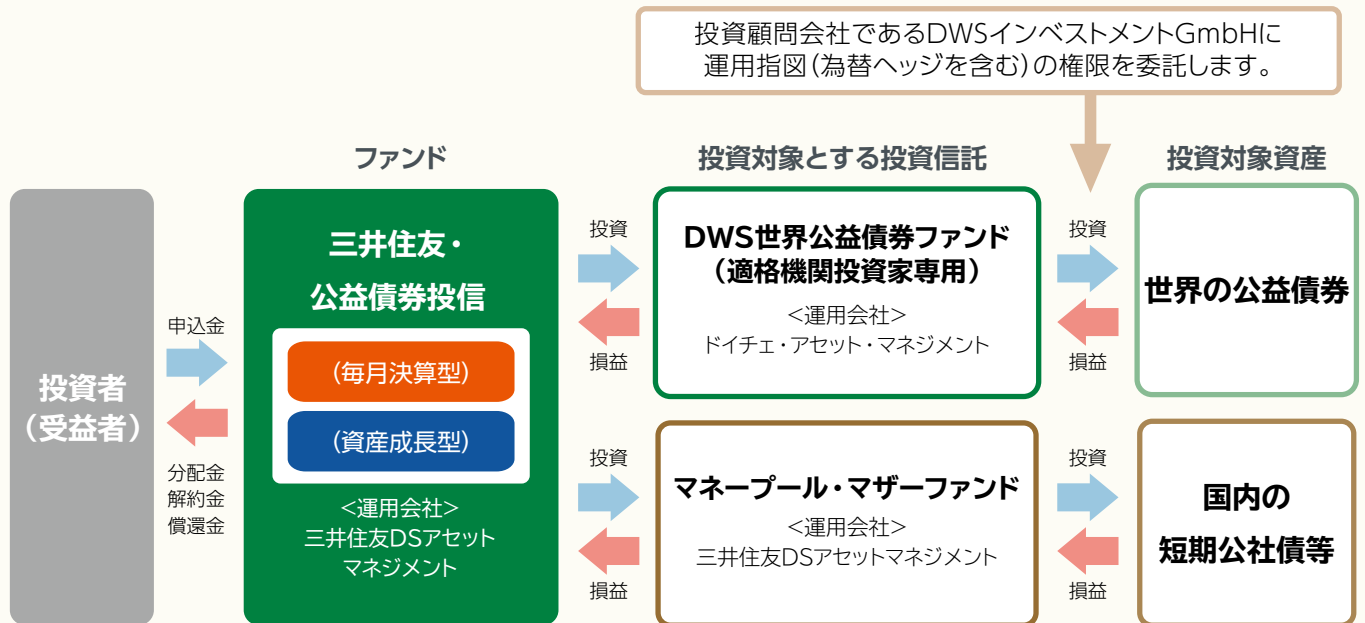 投資顧問会社であるDWSインベストメントGmbHに
運用指図(為替ヘッジを含む)の権限を委託します。
ファンド
投資対象とする投資信託
投資対象資産
投資者
(受益者)
申込金
分配金
解約金
償還金
三井住友・
公益債券投信
(毎月決算型)
(資産成長型)
<運用会社>
三井住友DSアセット
マネジメント
投資
損益
DWS世界公益債券ファンド
(適格機関投資家専用)
<運用会社>
ドイチェ・アセット・マネジメント
投資
損益
世界の公益債券
投資
損益
マネープール・マザーファンド
<運用会社>
三井住友DSアセットマネジメント
投資
損益
国内の
短期公社債等